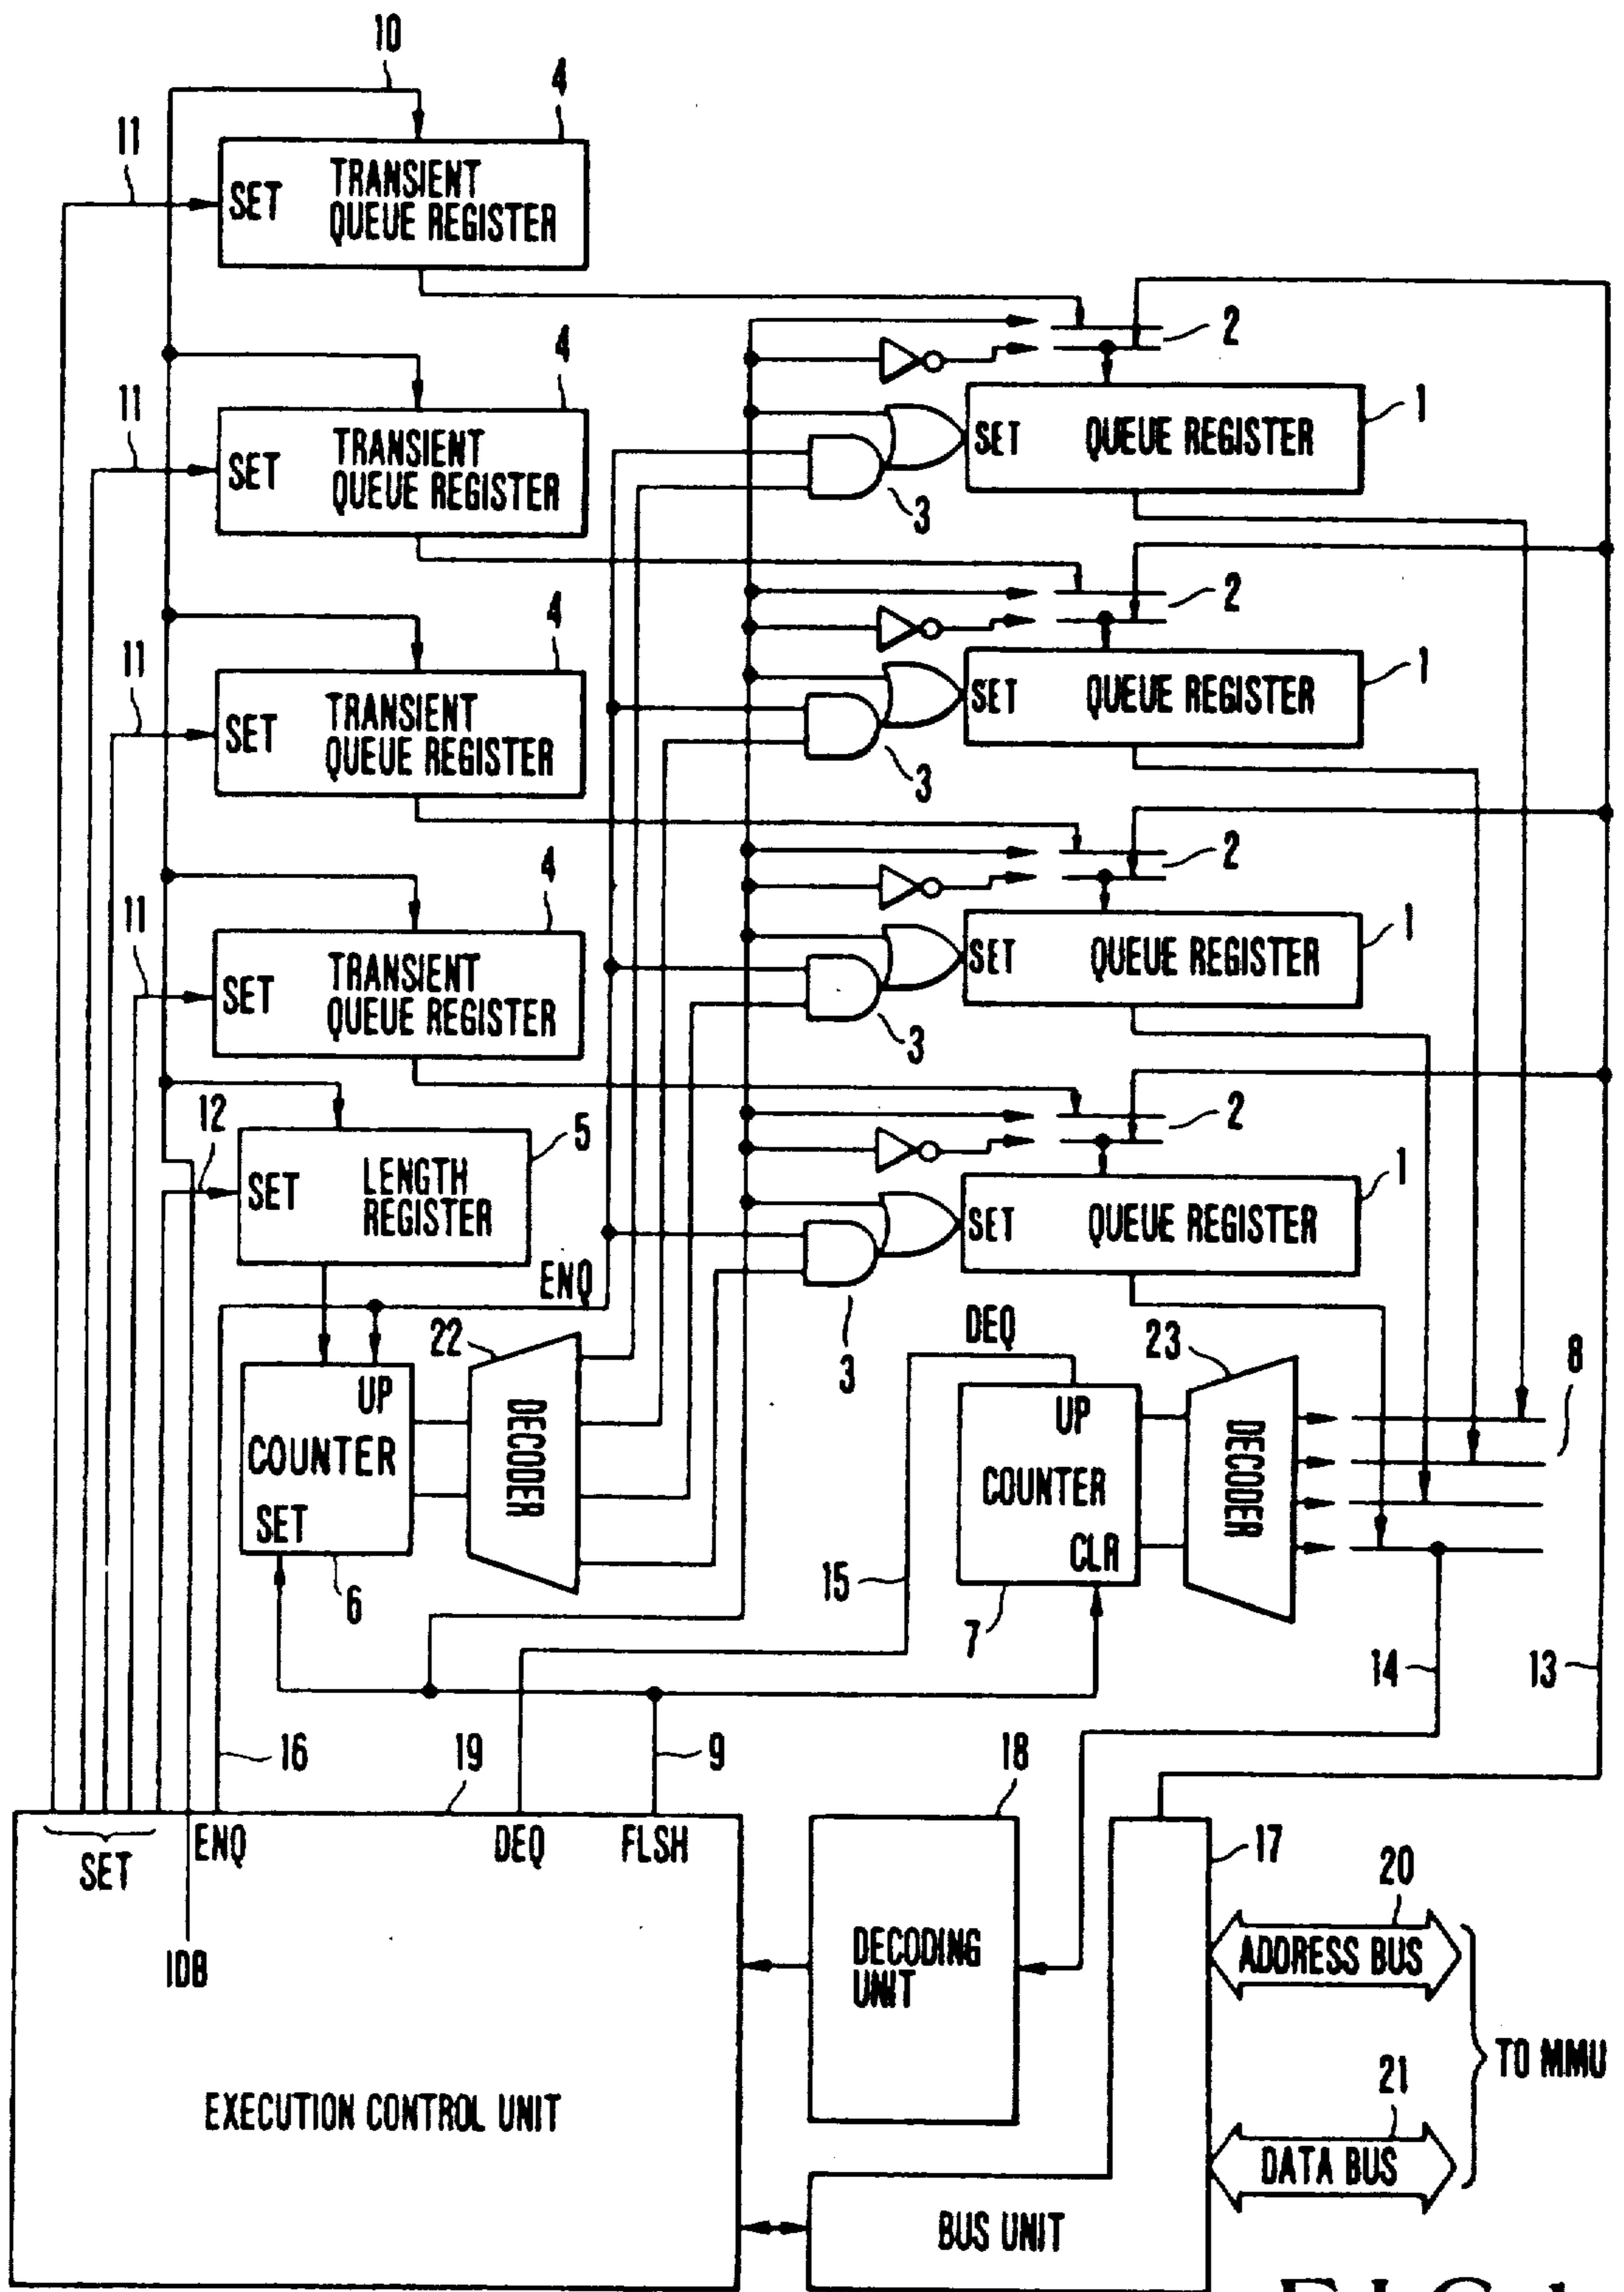 10
4
11
SET
TRANSIENT
QUEUE REGISTER
2
4
11
SET
TRANSIENT
QUEUE REGISTER
1
SET
QUEUE REGISTER
3
4
2
11
SET
TRANSIENT
QUEUE REGISTER
1
SET
QUEUE REGISTER
3
4
2
11
SET
TRANSIENT
QUEUE REGISTER
1
SET
QUEUE REGISTER
3
12
5
2
SET
LENGTH
REGISTER
1
SET
QUEUE REGISTER
ENQ
3
22
DEQ
23
8
UP
COUNTER
SET
DECODER
UP
COUNTER
CLR
DECODER
6
15
7
14
13
16
19
9
18
SET
ENQ
DEQ
FLSH
17
IDB
DECODING
UNIT
20
ADDRESS BUS
TO MMU
21
DATA BUS
EXECUTION CONTROL UNIT
BUS UNIT